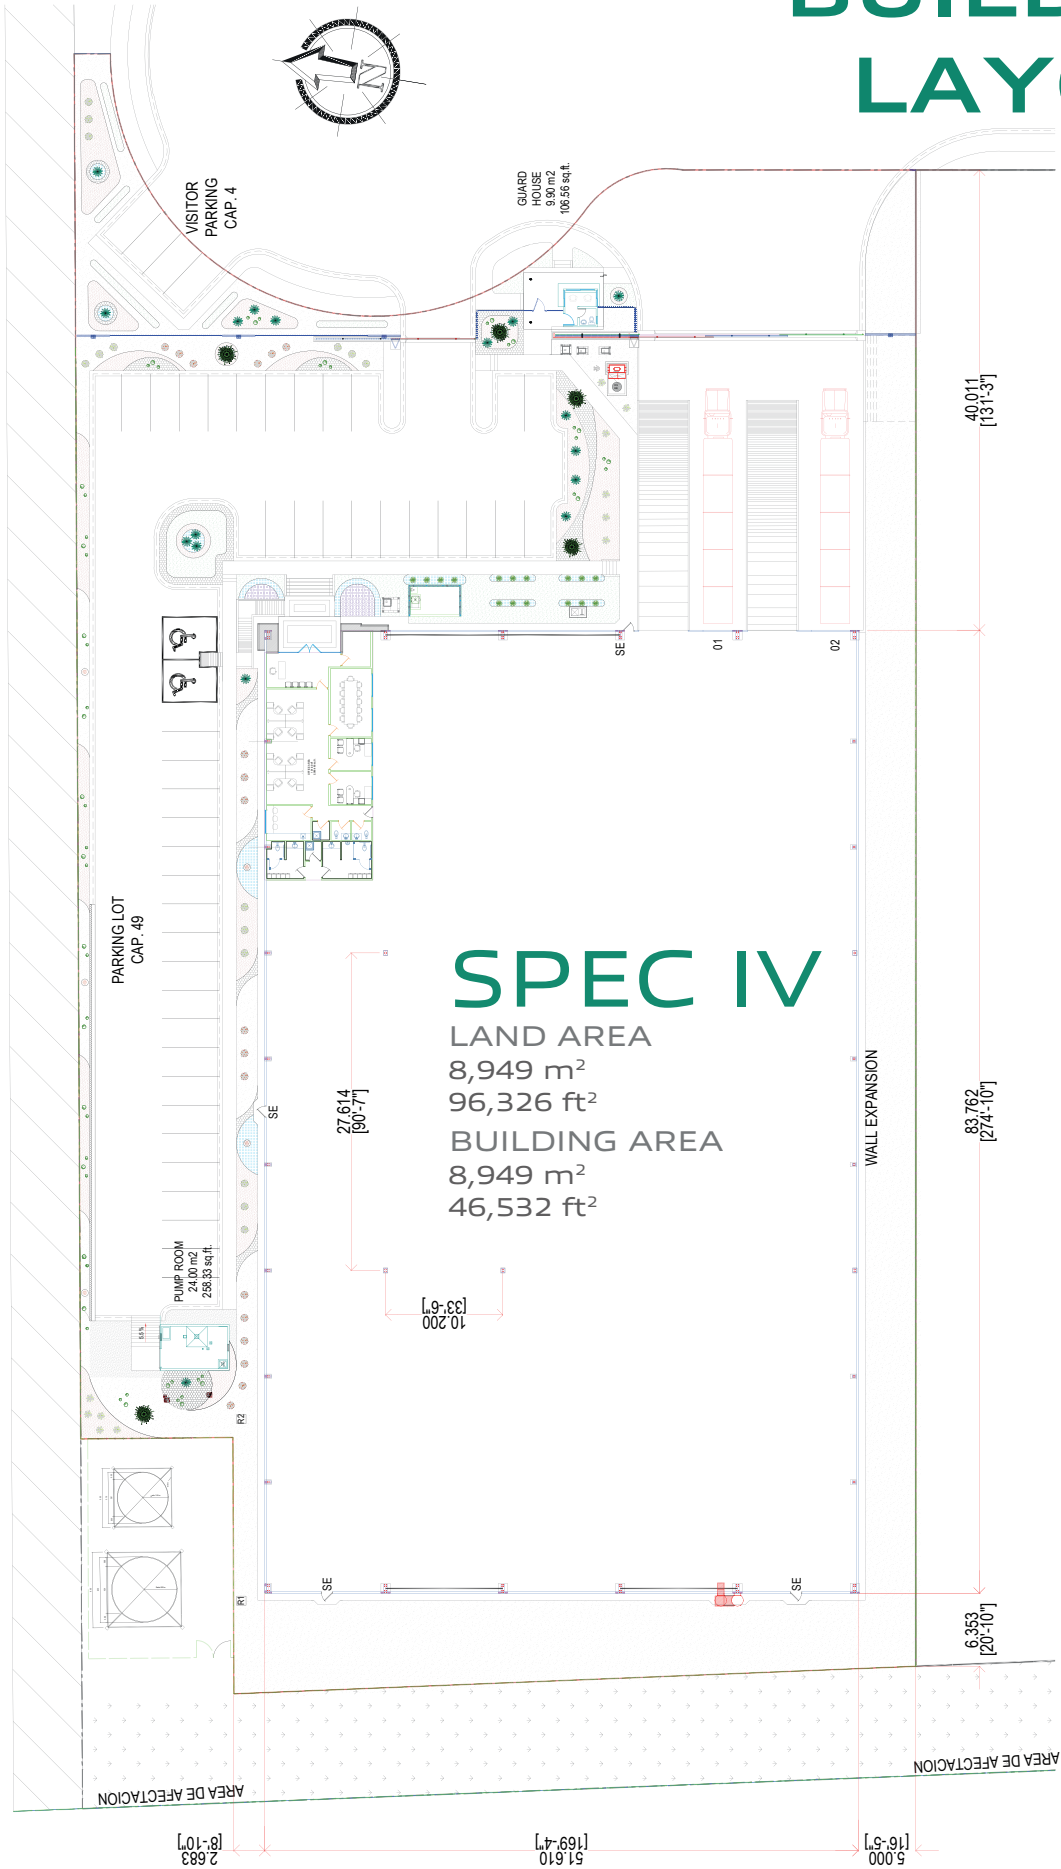 BUILD
LAYO
N
VISITOR
PARKING
CAP. 4
GUARD
HOUSE
9.90 m2
106.56 sq.ft.
40.011
[131'-3"]
SE
01
02
PARKING LOT
CAP. 49
SPEC IV
LAND AREA
8,949 m²
96,326 ft²
BUILDING AREA
8,949 m²
46,532 ft²
27.614
[90'-7"]
SE
WALL EXPANSION
83.762
[274'-10"]
PUMP ROOM
24.00 m2
258.33 sq.ft.
10.200
[33'-6"]
R2
R1
SE
SE
6.353
[20'-10"]
AREA DE AFECTACION
AREA DE AFECTACION
2.683
[8'-10"]
51.610
[169'-4"]
5.000
[16'-5"]